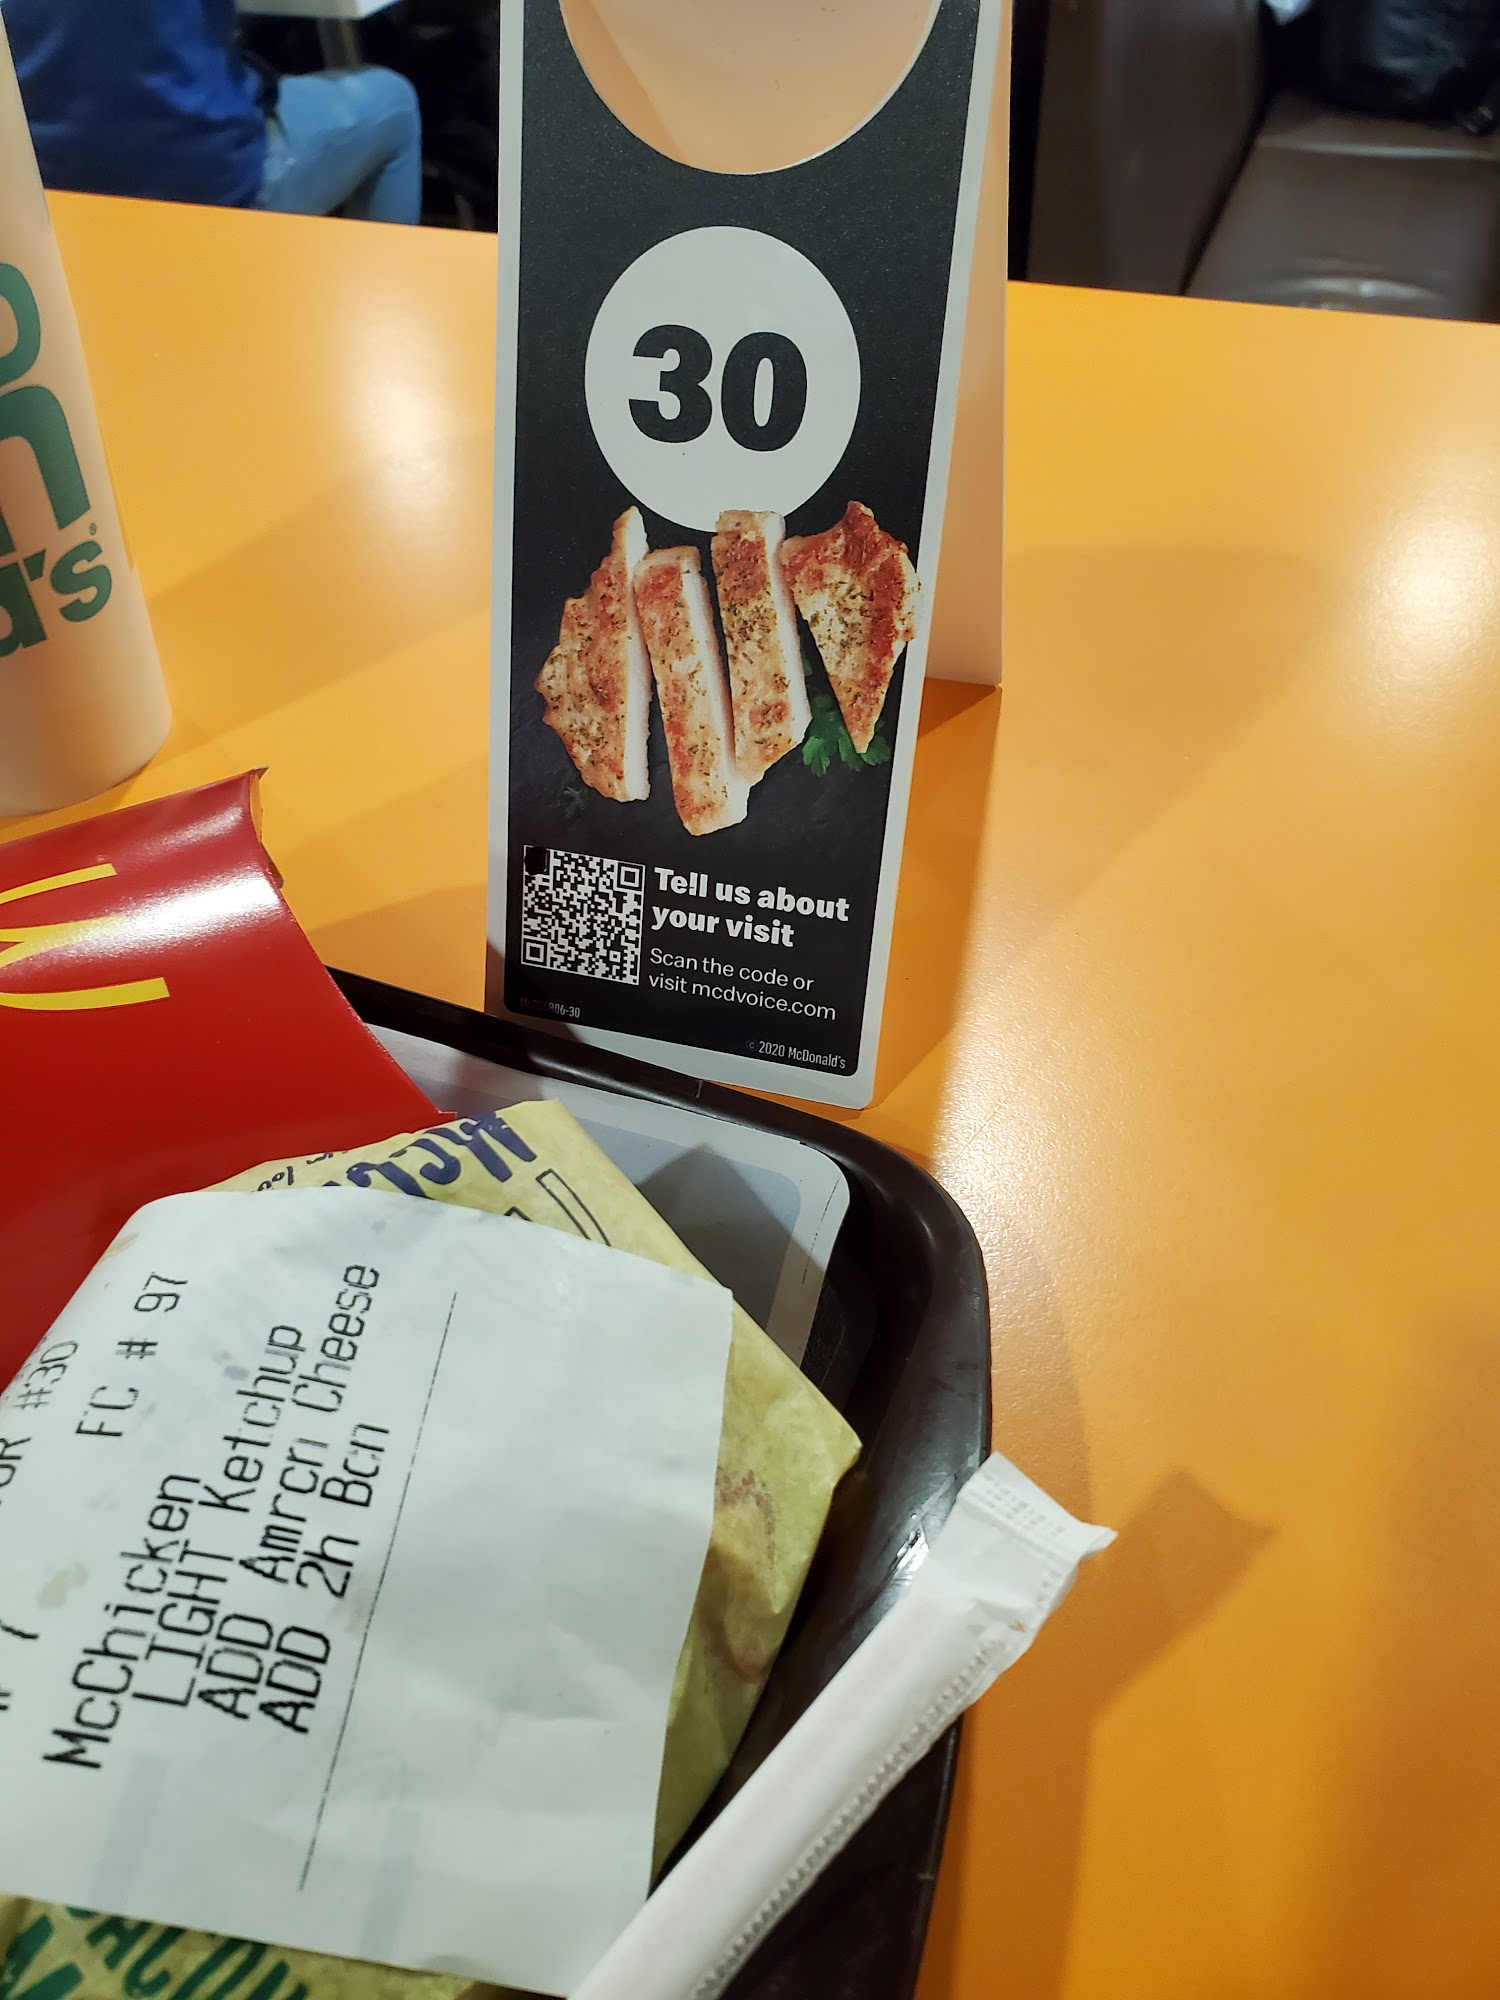 30
Tell us about
your visit
Scan the code or
visit mcdvoice.com
© 2020 McDonald's
#30
FC # 97
McChicken
LIGHT Ketchup
ADD Amrcn Cheese
ADD 2h Bcn